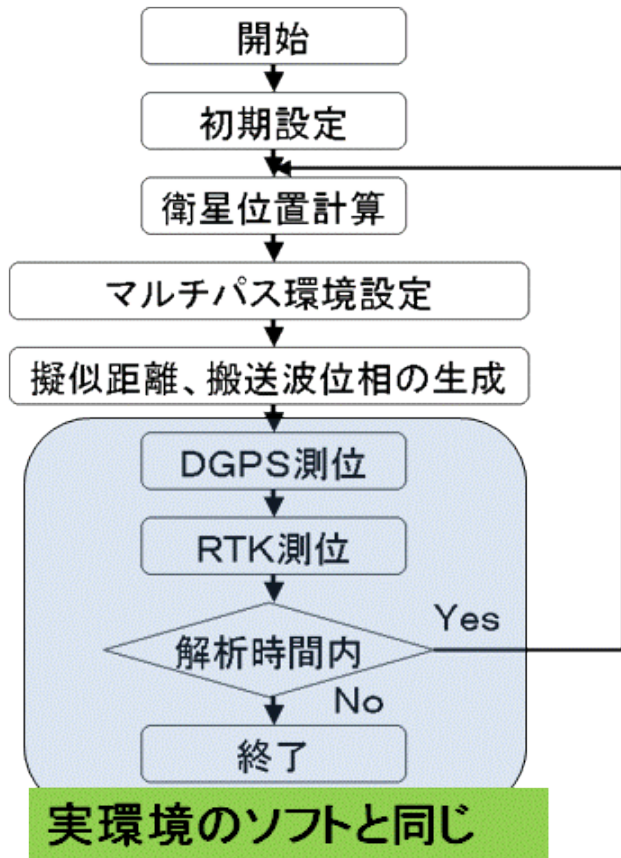 開始
初期設定
衛星位置計算
マルチパス環境設定
擬似距離、搬送波位相の生成
DGPS測位
RTK測位
解析時間内
Yes
No
終了
実環境のソフトと同じ